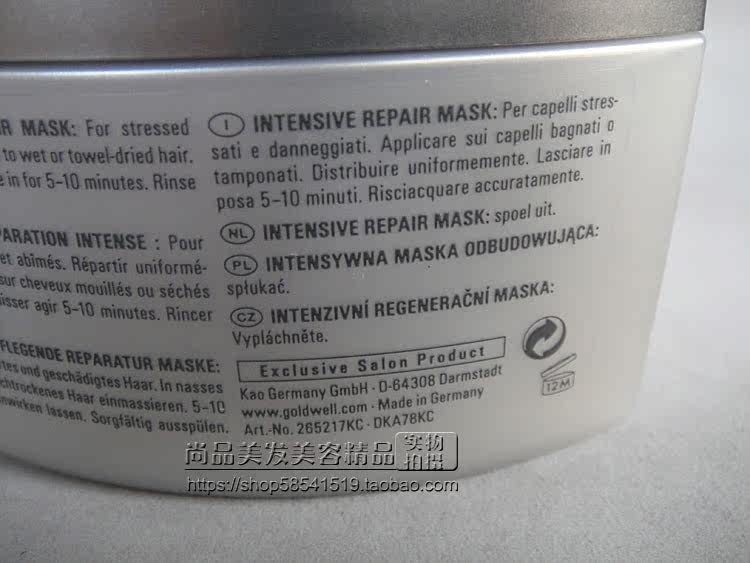 R MASK: For stressed
to wet or towel-dried hair.
e in for 5-10 minutes. Rinse
PARATION INTENSE : Pour
et abîmés. Répartir uniformé-
sur cheveux mouillés ou séchés
isser agir 5-10 minutes. Rincer
FLEGENDE REPARATUR MASKE:
tes und geschädigtes Haar. In nasses
chtrockenes Haar einmassieren. 5-10
nwirken lassen. Sorgfältig ausspülen.
I INTENSIVE REPAIR MASK: Per capelli stres-
sati e danneggiati. Applicare sui capelli bagnati o
tamponati. Distribuire uniformemente. Lasciare in
posa 5-10 minuti. Risciacquare accuratamente.
NL INTENSIVE REPAIR MASK: spoel uit.
PL INTENSYWNA MASKA ODBUDOWUJĄCA:
spłukać.
CZ INTENZIVNÍ REGENERAČNÍ MASKA:
Vypláchněte.
Exclusive Salon Product
Kao Germany GmbH · D-64308 Darmstadt
www.goldwell.com · Made in Germany
Art.-No. 265217KC · DKA78KC
12M
尚品美发美容精品 实物拍摄
https://shop58541519.taobao.com